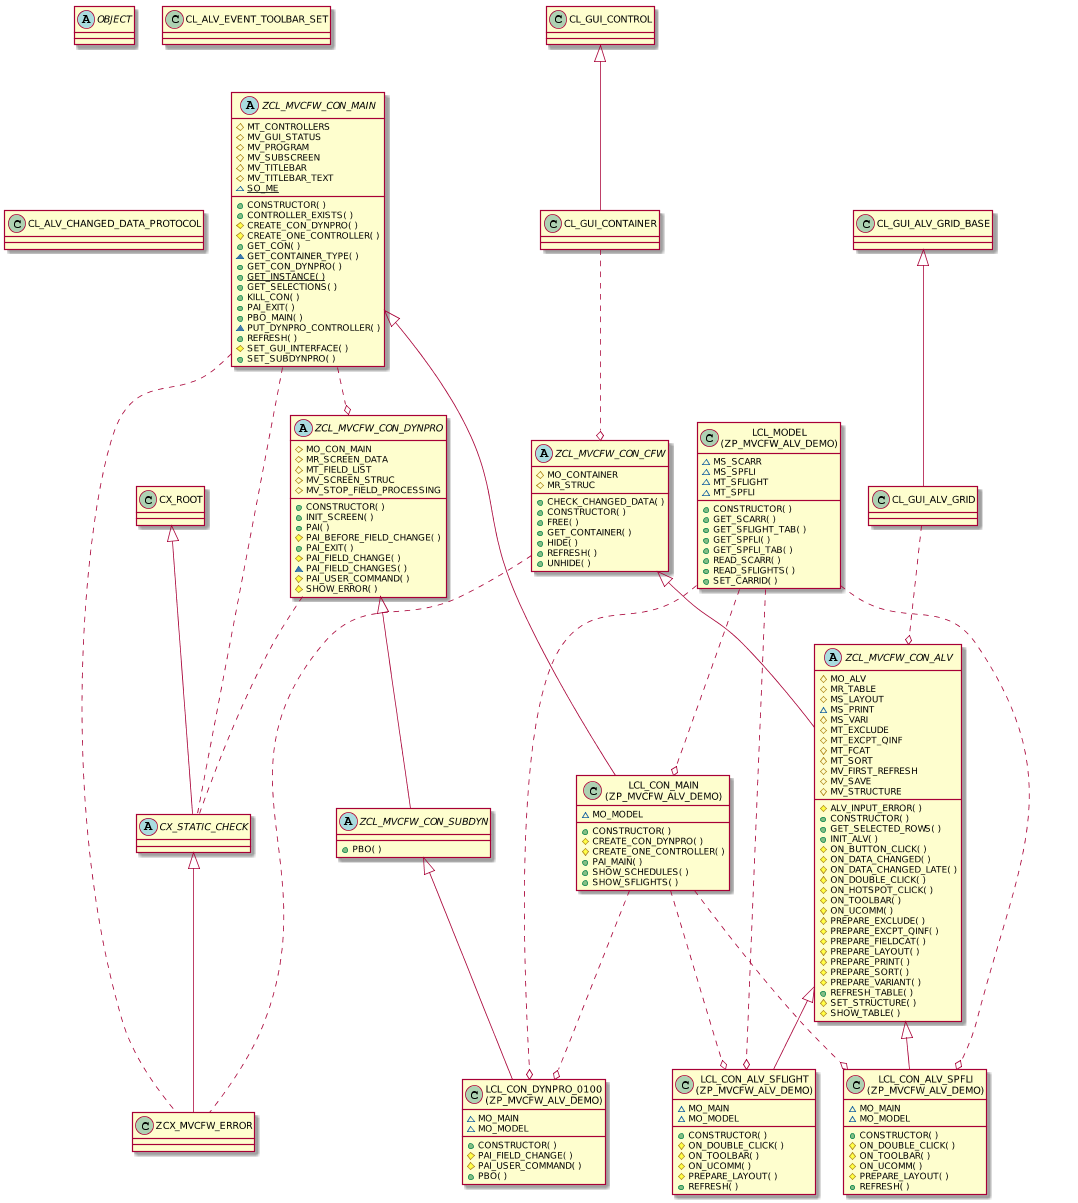 A OBJECT
C CL_ALV_EVENT_TOOLBAR_SET
C CL_GUI_CONTROL
A ZCL_MVCFW_CON_MAIN
MT_CONTROLLERS
MV_GUI_STATUS
MV_PROGRAM
MV_SUBSCREEN
MV_TITLEBAR
MV_TITLEBAR_TEXT
SO_ME
CONSTRUCTOR( )
CONTROLLER_EXISTS( )
CREATE_CON_DYNPRO( )
CREATE_ONE_CONTROLLER( )
GET_CON( )
GET_CONTAINER_TYPE( )
GET_CON_DYNPRO( )
GET_INSTANCE( )
GET_SELECTIONS( )
KILL_CON( )
PAI_EXIT( )
PBO_MAIN( )
PUT_DYNPRO_CONTROLLER( )
REFRESH( )
SET_GUI_INTERFACE( )
SET_SUBDYNPRO( )
C CL_ALV_CHANGED_DATA_PROTOCOL
C CL_GUI_CONTAINER
C CL_GUI_ALV_GRID_BASE
A ZCL_MVCFW_CON_DYNPRO
MO_CON_MAIN
MR_SCREEN_DATA
MT_FIELD_LIST
MV_SCREEN_STRUC
MV_STOP_FIELD_PROCESSING
CONSTRUCTOR( )
INIT_SCREEN( )
PAI( )
PAI_BEFORE_FIELD_CHANGE( )
PAI_EXIT( )
PAI_FIELD_CHANGE( )
PAI_FIELD_CHANGES( )
PAI_USER_COMMAND( )
SHOW_ERROR( )
A ZCL_MVCFW_CON_CFW
MO_CONTAINER
MR_STRUC
CHECK_CHANGED_DATA( )
CONSTRUCTOR( )
FREE( )
GET_CONTAINER( )
HIDE( )
REFRESH( )
UNHIDE( )
C LCL_MODEL
(ZP_MVCFW_ALV_DEMO)
MS_SCARR
MS_SPFLI
MT_SFLIGHT
MT_SPFLI
CONSTRUCTOR( )
GET_SCARR( )
GET_SFLIGHT_TAB( )
GET_SPFLI( )
GET_SPFLI_TAB( )
READ_SCARR( )
READ_SFLIGHTS( )
SET_CARRID( )
C CX_ROOT
C CL_GUI_ALV_GRID
A ZCL_MVCFW_CON_ALV
MO_ALV
MR_TABLE
MS_LAYOUT
MS_PRINT
MS_VARI
MT_EXCLUDE
MT_EXCPT_QINF
MT_FCAT
MT_SORT
MV_FIRST_REFRESH
MV_SAVE
MV_STRUCTURE
ALV_INPUT_ERROR( )
CONSTRUCTOR( )
GET_SELECTED_ROWS( )
INIT_ALV( )
ON_BUTTON_CLICK( )
ON_DATA_CHANGED( )
ON_DATA_CHANGED_LATE( )
ON_DOUBLE_CLICK( )
ON_HOTSPOT_CLICK( )
ON_TOOLBAR( )
ON_UCOMM( )
PREPARE_EXCLUDE( )
PREPARE_EXCPT_QINF( )
PREPARE_FIELDCAT( )
PREPARE_LAYOUT( )
PREPARE_PRINT( )
PREPARE_SORT( )
PREPARE_VARIANT( )
REFRESH_TABLE( )
SET_STRUCTURE( )
SHOW_TABLE( )
A CX_STATIC_CHECK
A ZCL_MVCFW_CON_SUBDYN
PBO( )
C LCL_CON_MAIN
(ZP_MVCFW_ALV_DEMO)
MO_MODEL
CONSTRUCTOR( )
CREATE_CON_DYNPRO( )
CREATE_ONE_CONTROLLER( )
PAI_MAIN( )
SHOW_SCHEDULES( )
SHOW_SFLIGHTS( )
C ZCX_MVCFW_ERROR
C LCL_CON_DYNPRO_0100
(ZP_MVCFW_ALV_DEMO)
MO_MAIN
MO_MODEL
CONSTRUCTOR( )
PAI_FIELD_CHANGE( )
PAI_USER_COMMAND( )
PBO( )
C LCL_CON_ALV_SFLIGHT
(ZP_MVCFW_ALV_DEMO)
MO_MAIN
MO_MODEL
CONSTRUCTOR( )
ON_DOUBLE_CLICK( )
ON_TOOLBAR( )
ON_UCOMM( )
PREPARE_LAYOUT( )
REFRESH( )
C LCL_CON_ALV_SPFLI
(ZP_MVCFW_ALV_DEMO)
MO_MAIN
MO_MODEL
CONSTRUCTOR( )
ON_DOUBLE_CLICK( )
ON_TOOLBAR( )
ON_UCOMM( )
PREPARE_LAYOUT( )
REFRESH( )